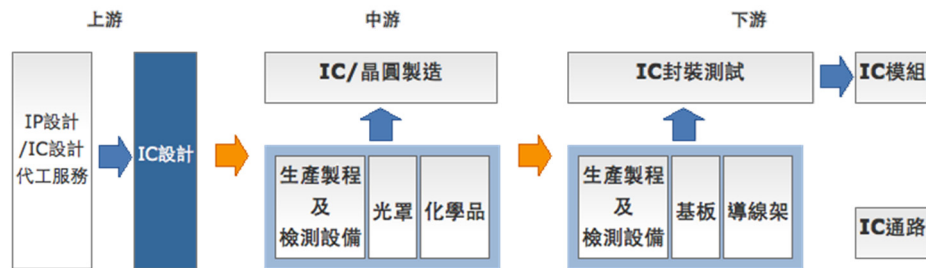 上游
中游
下游
IP設計
/IC設計
代工服務
IC設計
IC/晶圓製造
生產製程
及
檢測設備
光罩
化學品
IC封裝測試
生產製程
及
檢測設備
基板
導線架
IC模組
IC通路